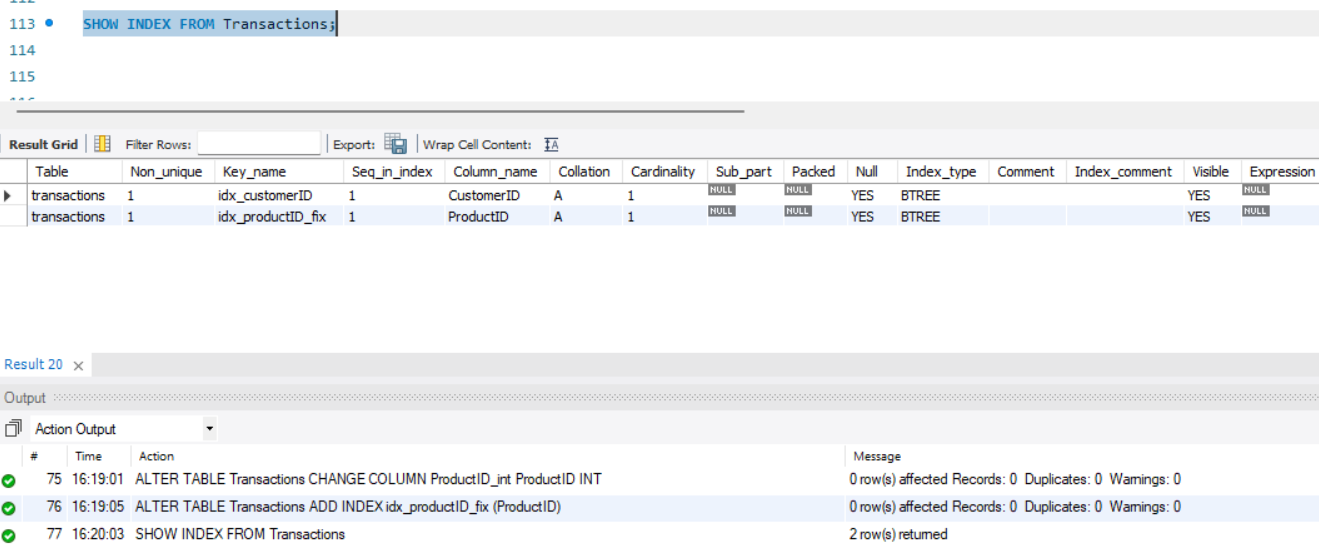 113 SHOW INDEX FROM Transactions;
114
115
Result Grid Filter Rows: Export: Wrap Cell Content: IA
Table Non_unique Key_name Seq_in_index Column_name Collation Cardinality Sub_part Packed Null Index_type Comment Index_comment Visible Expression
transactions 1 idx_customerID 1 CustomerID A 1 NULL NULL YES BTREE YES NULL
transactions 1 idx_productID_fix 1 ProductID A 1 NULL NULL YES BTREE YES NULL
Result 20
Output
Action Output
# Time Action Message
75 16:19:01 ALTER TABLE Transactions CHANGE COLUMN ProductID_int ProductID INT 0 row(s) affected Records: 0 Duplicates: 0 Warnings: 0
76 16:19:05 ALTER TABLE Transactions ADD INDEX idx_productID_fix (ProductID) 0 row(s) affected Records: 0 Duplicates: 0 Warnings: 0
77 16:20:03 SHOW INDEX FROM Transactions 2 row(s) returned